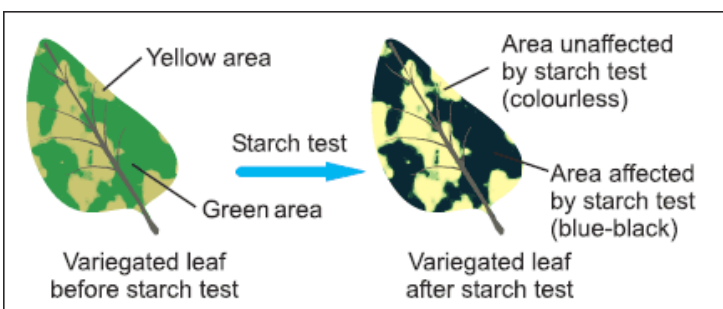 Yellow area
Green area
Variegated leaf
before starch test
Starch test
Area unaffected
by starch test
(colourless)
Area affected
by starch test
(blue-black)
Variegated leaf
after starch test